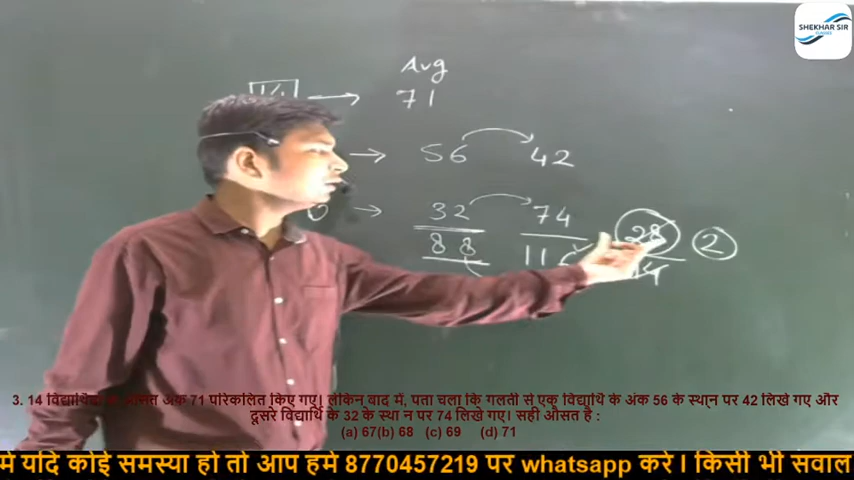 SHEKHAR SIR
CLASSES
Avg
14 → 71
→ 56 42
→ 32 74
88 11
28
14
2
3. 14 विद्यार्थियों का औसत अंक 71 परिकलित किए गए। लेकिन बाद में, पता चला कि गलती से एक विद्यार्थि के अंक 56 के स्थान पर 42 लिखे गए और
दूसरे विद्यार्थि के 32 के स्था न पर 74 लिखे गए। सही औसत है :
(a) 67(b) 68 (c) 69 (d) 71
में यदि कोई समस्या हो तो आप हमे 8770457219 पर whatsapp करे । किसी भी सवाल